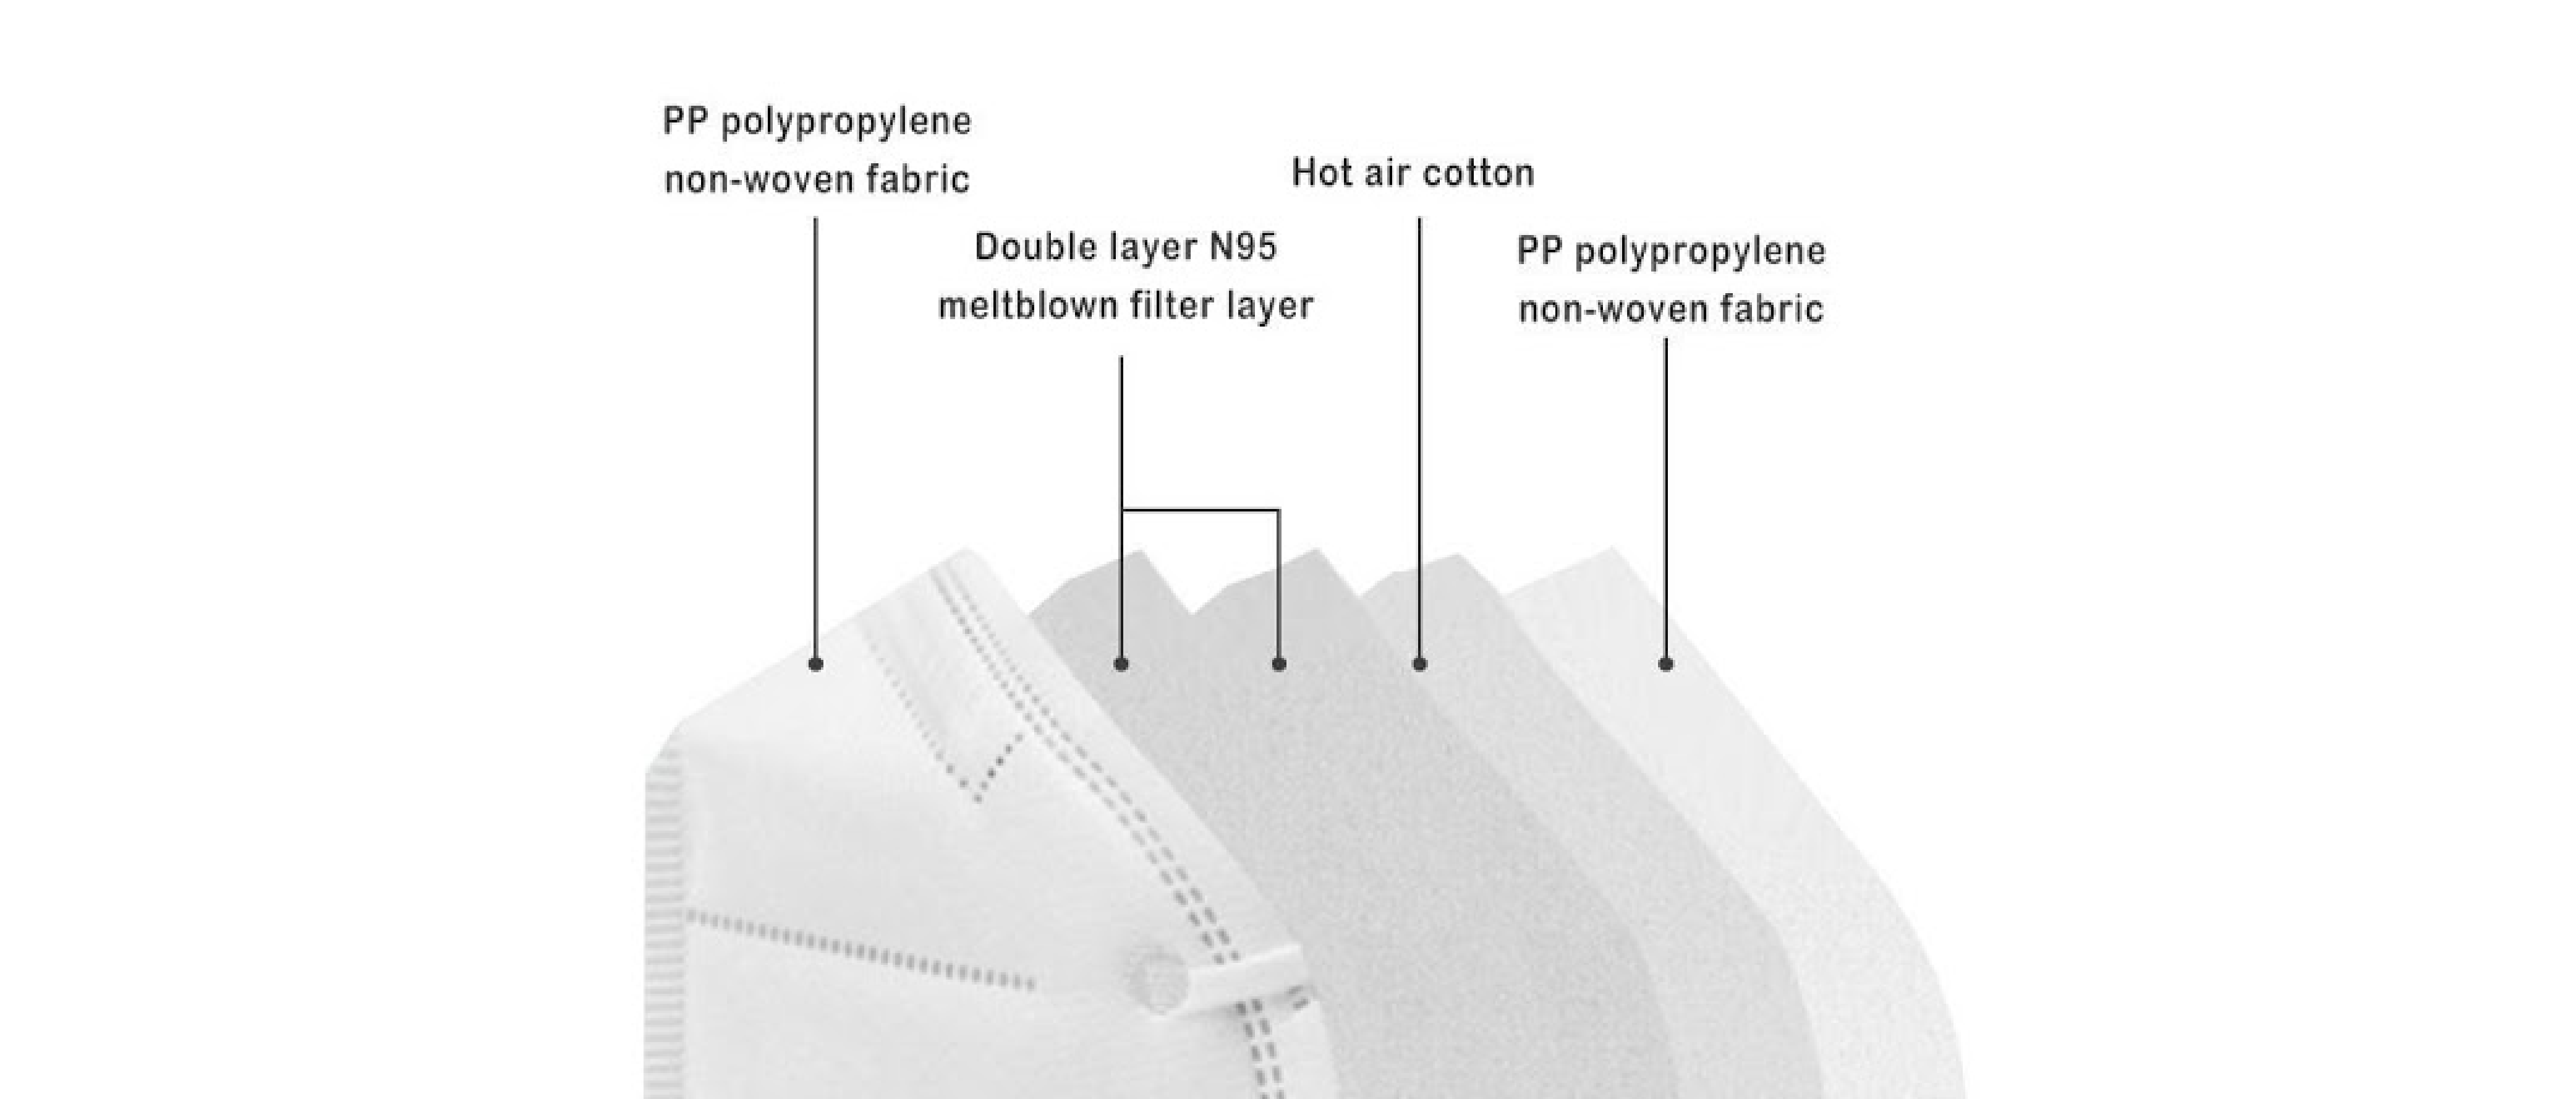 PP polypropylene
non-woven fabric
Double layer N95
meltblown filter layer
Hot air cotton
PP polypropylene
non-woven fabric